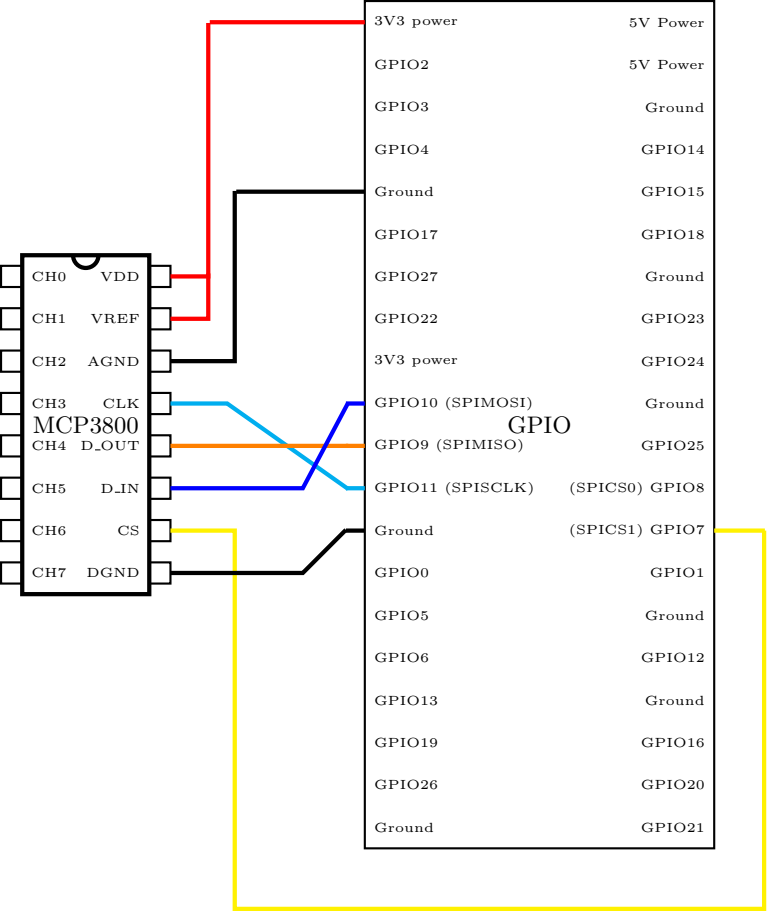 3V3 power 5V Power
GPIO2 5V Power
GPIO3 Ground
GPIO4 GPIO14
Ground GPIO15
GPIO17 GPIO18
CH0 VDD GPIO27 Ground
CH1 VREF GPIO22 GPIO23
CH2 AGND 3V3 power GPIO24
CH3 CLK GPIO10 (SPIMOSI) Ground
MCP3800 GPIO
CH4 D_OUT GPIO9 (SPIMISO) GPIO25
CH5 D_IN GPIO11 (SPISCLK) (SPICS0) GPIO8
CH6 CS Ground (SPICS1) GPIO7
CH7 DGND GPIO0 GPIO1
GPIO5 Ground
GPIO6 GPIO12
GPIO13 Ground
GPIO19 GPIO16
GPIO26 GPIO20
Ground GPIO21